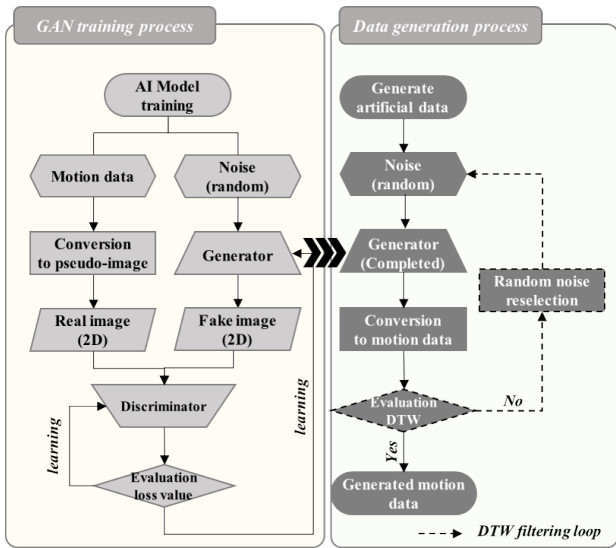 GAN training process
AI Model
training
Motion data
Noise
(random)
Conversion
to pseudo-image
Generator
Real image
(2D)
Fake image
(2D)
Discriminator
learning
Evaluation
loss value
learning
Data generation process
Generate
artificial data
Noise
(random)
Generator
(Completed)
Random noise
reselection
Conversion
to motion data
Evaluation
DTW
No
Yes
Generated motion
data
DTW filtering loop